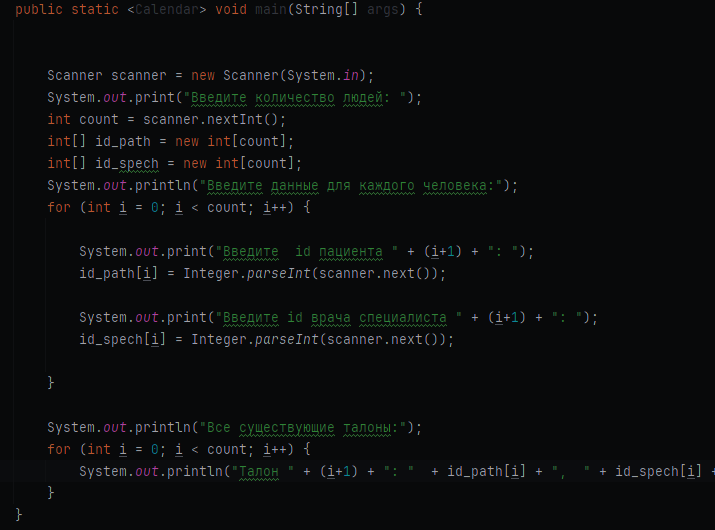 public static <Calendar> void main(String[] args) {
Scanner scanner = new Scanner(System.in);
System.out.print("Введите количество людей: ");
int count = scanner.nextInt();
int[] id_path = new int[count];
int[] id_spech = new int[count];
System.out.println("Введите данные для каждого человека:");
for (int i = 0; i < count; i++) {
System.out.print("Введите  id пациента " + (i+1) + ": ");
id_path[i] = Integer.parseInt(scanner.next());
System.out.print("Введите id врача специалиста " + (i+1) + ": ");
id_spech[i] = Integer.parseInt(scanner.next());
}
System.out.println("Все существующие талоны:");
for (int i = 0; i < count; i++) {
System.out.println("Талон " + (i+1) + ": "  + id_path[i] + ",  " + id_spech[i] +
}
}